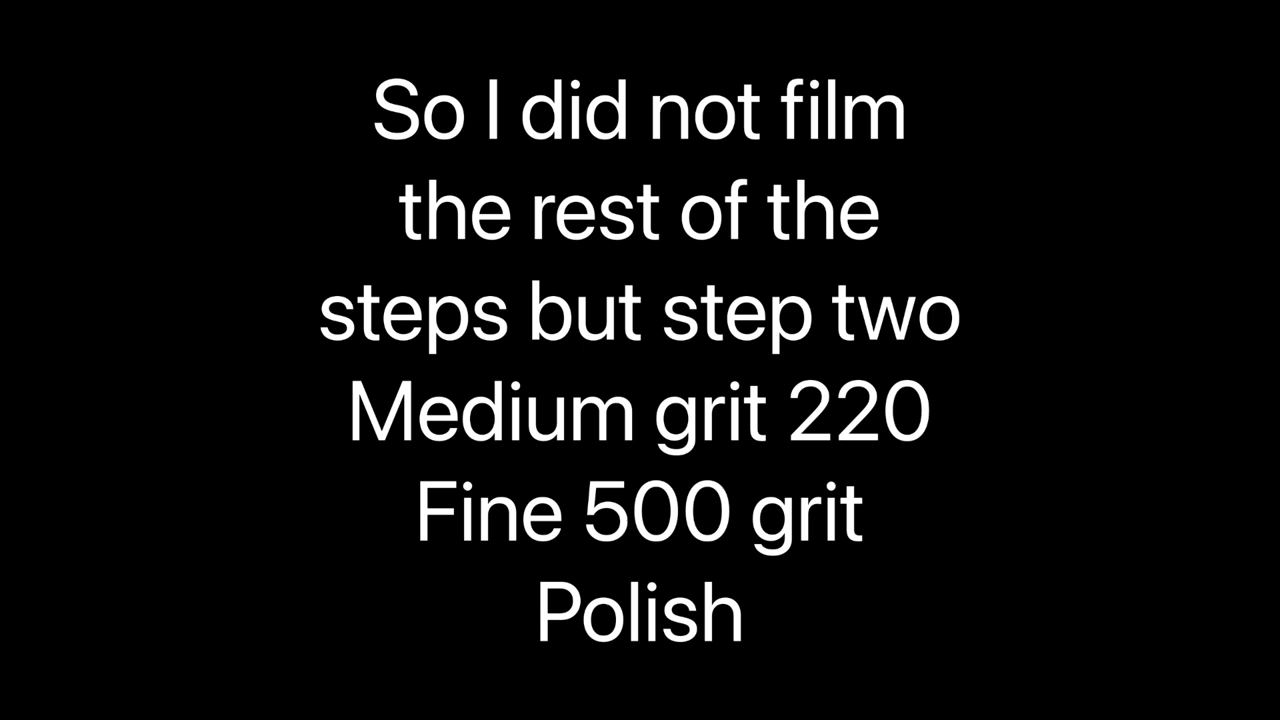 So I did not film
the rest of the
steps but step two
Medium grit 220
Fine 500 grit
Polish